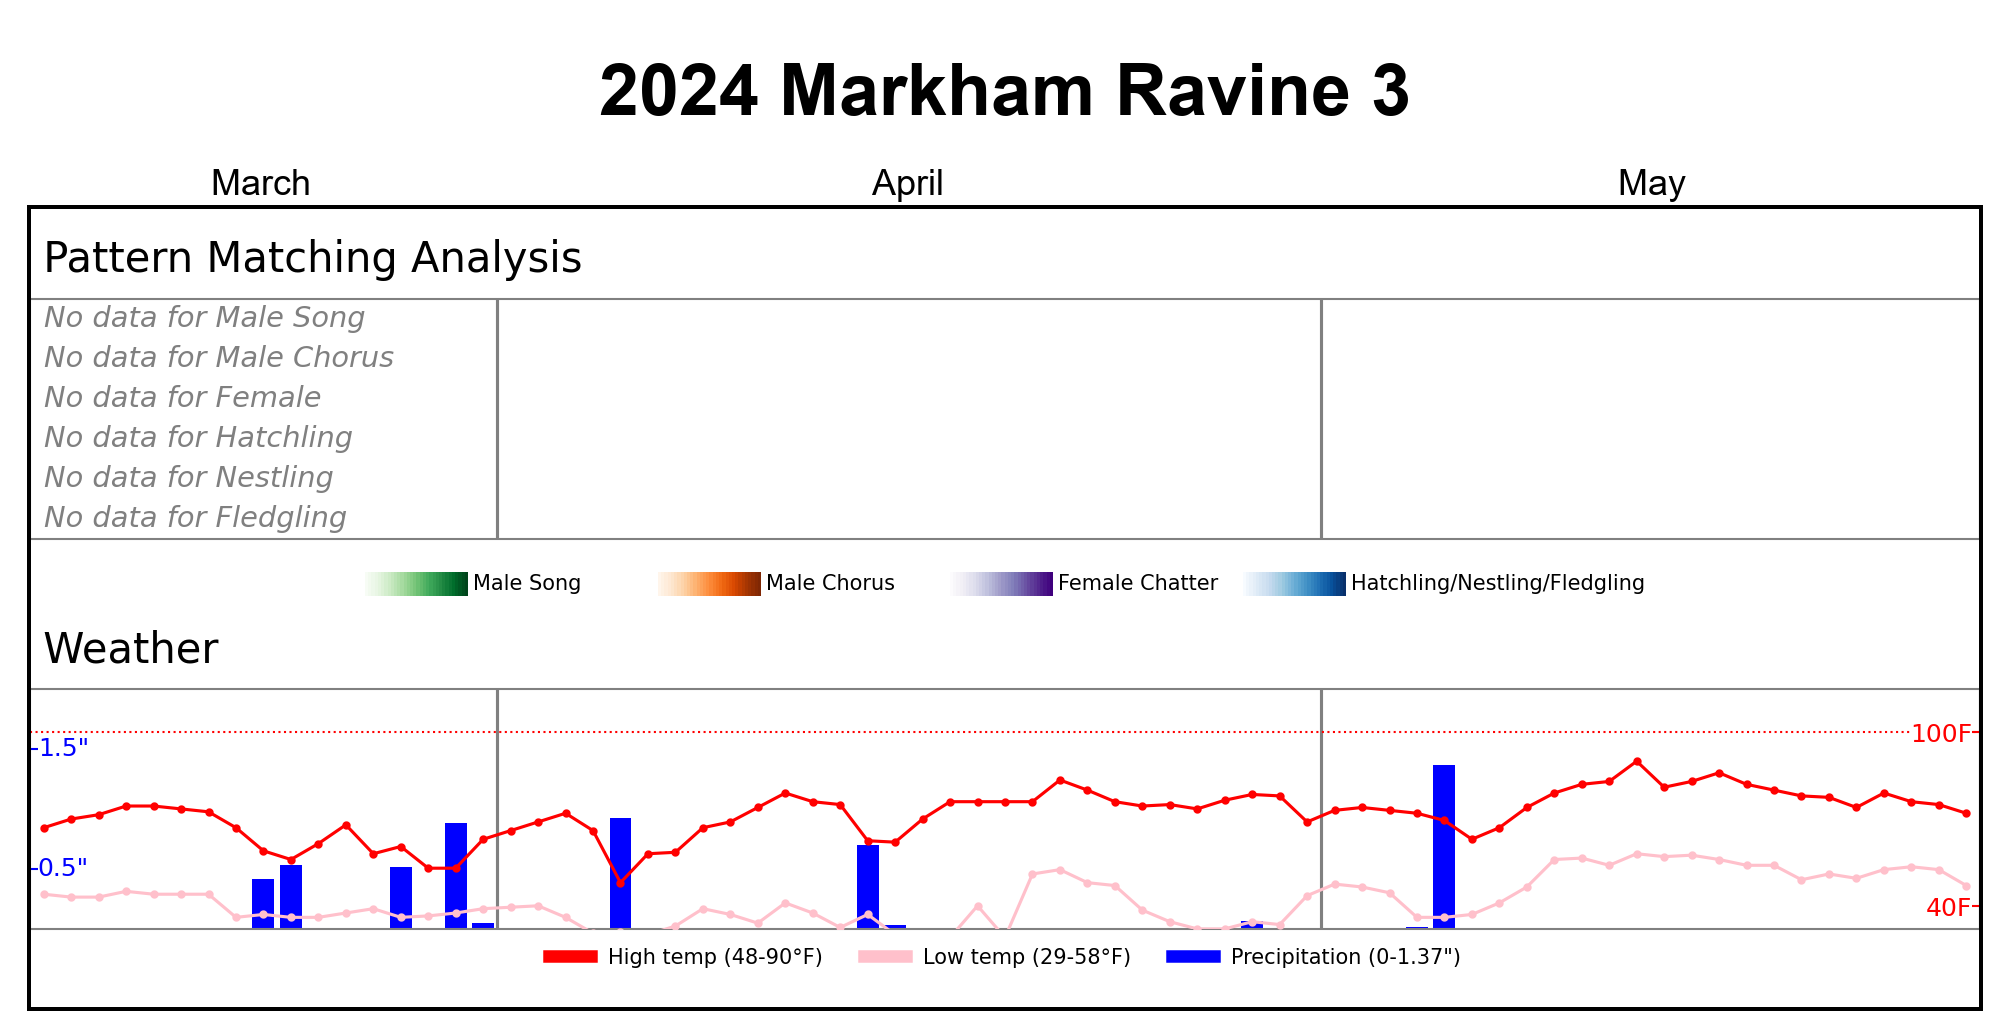 2024 Markham Ravine 3
March April May
Pattern Matching Analysis
No data for Male Song
No data for Male Chorus
No data for Female
No data for Hatchling
No data for Nestling
No data for Fledgling
Male Song Male Chorus Female Chatter Hatchling/Nestling/Fledgling
Weather
100F
1.5"
0.5"
40F
High temp (48-90°F) Low temp (29-58°F) Precipitation (0-1.37")